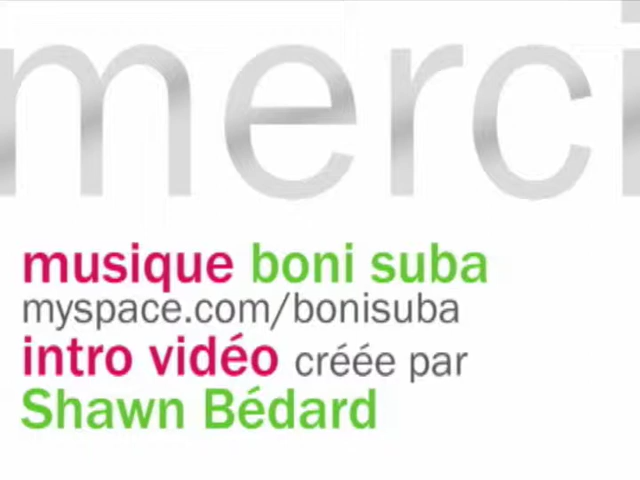 merci
musique boni suba
myspace.com/bonisuba
intro vidéo créée par
Shawn Bédard